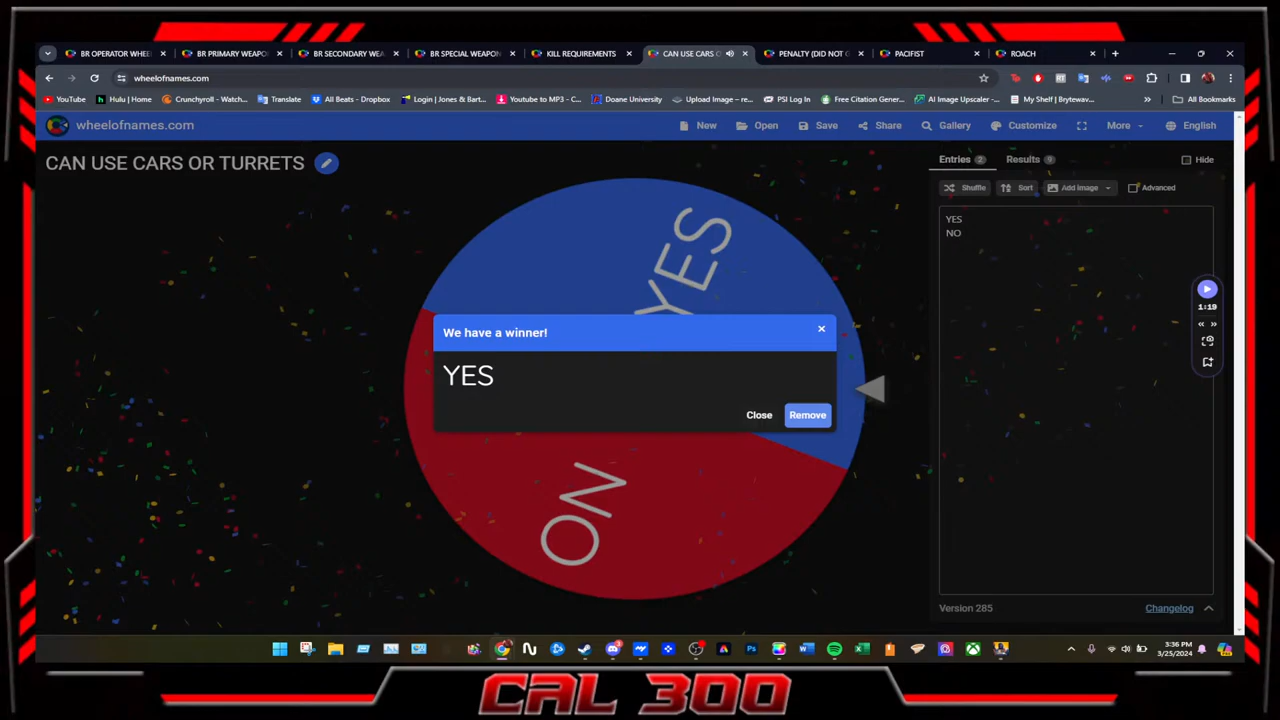 BR OPERATOR WHEE
BR PRIMARY WEAPO
BR SECONDARY WEA
BR SPECIAL WEAPON
KILL REQUIREMENTS
CAN USE CARS O
PENALTY (DID NOT G
PACIFIST
ROACH
wheelofnames.com
YouTube
Hulu | Home
Crunchyroll - Watch...
Translate
All Beats - Dropbox
Login | Jones & Bart...
Youtube to MP3 - C...
Doane University
Upload Image – re...
PSI Log In
Free Citation Gener...
AI Image Upscaler -...
My Shelf | Brytewav...
All Bookmarks
wheelofnames.com
New
Open
Save
Share
Gallery
Customize
More
English
CAN USE CARS OR TURRETS
Entries 2
Results 9
Hide
Shuffle
Sort
Add image
Advanced
YES
NO
YES
1:19
We have a winner!
YES
Close
Remove
NO
Version 285
Changelog
3:36 PM
3/25/2024
CAL 300